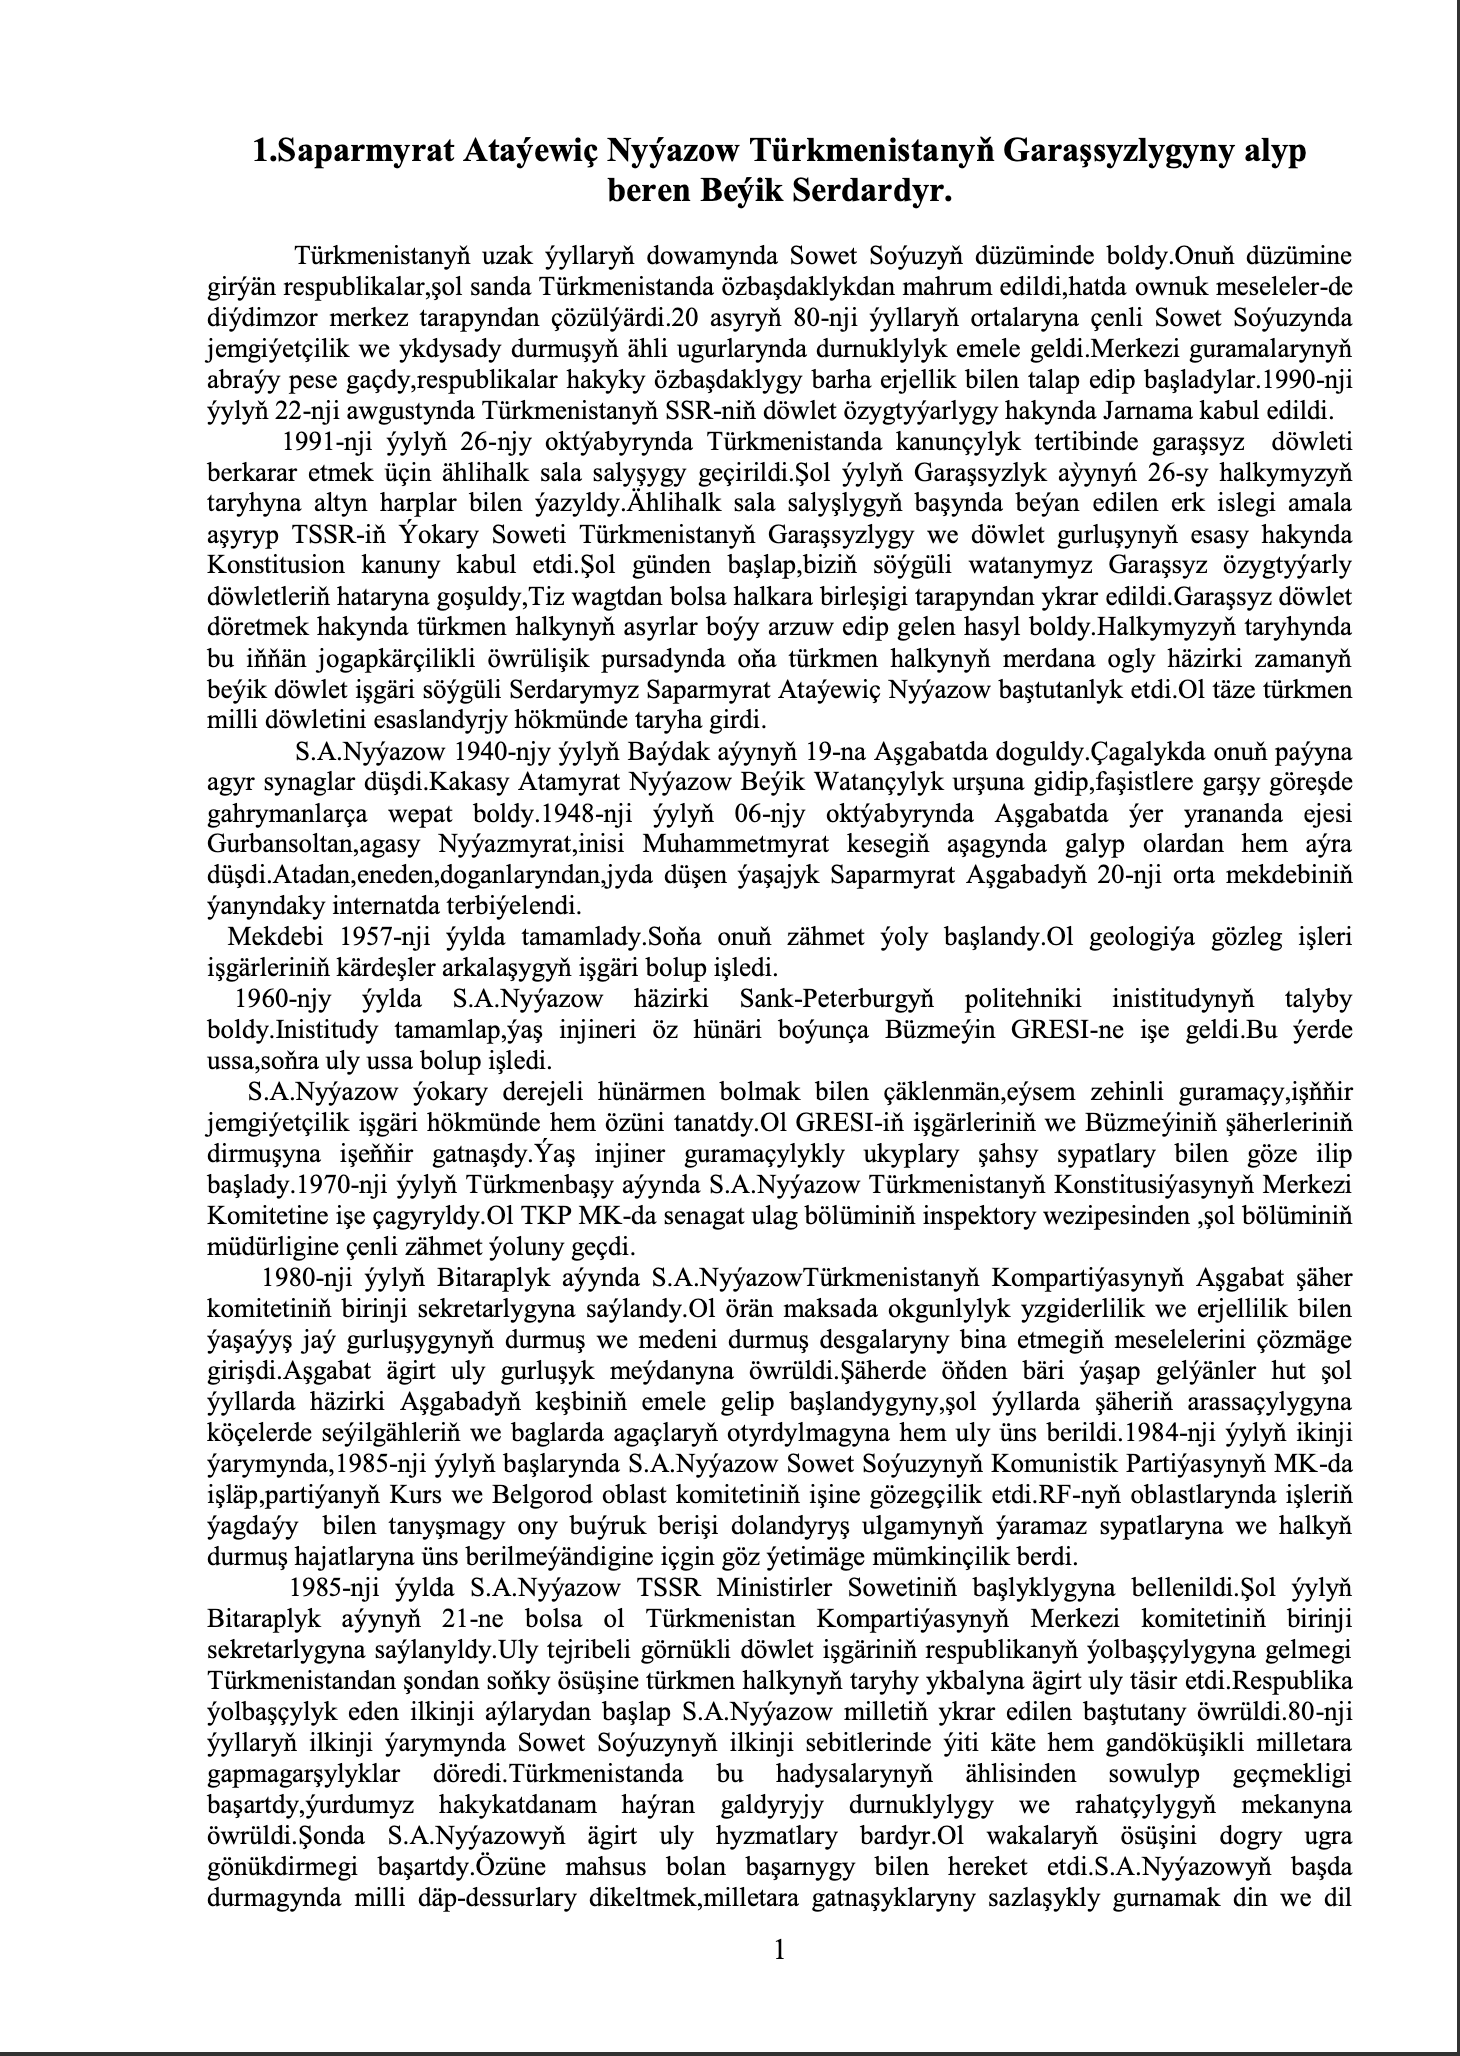 1.Saparmyrat Ataýewiç Nyýazow Türkmenistanyň Garaşsyzlygyny alyp
beren Beýik Serdardyr.
Türkmenistanyň uzak ýyllaryň dowamynda Sowet Soýuzyň düzüminde boldy.Onuň düzümine
girýän respublikalar,şol sanda Türkmenistanda özbaşdaklykdan mahrum edildi,hatda ownuk meseleler-de
diýdimzor merkez tarapyndan çözülýärdi.20 asyryň 80-nji ýyllaryň ortalaryna çenli Sowet Soýuzynda
jemgiýetçilik we ykdysady durmuşyň ähli ugurlarynda durnuklylyk emele geldi.Merkezi guramalarynyň
abraýy pese gaçdy,respublikalar hakyky özbaşdaklygy barha erjellik bilen talap edip başladylar.1990-nji
ýylyň 22-nji awgustynda Türkmenistanyň SSR-niň döwlet özygtyýarlygy hakynda Jarnama kabul edildi.
1991-nji ýylyň 26-njy oktýabyrynda Türkmenistanda kanunçylyk tertibinde garaşsyz döwleti
berkarar etmek üçin ählihalk sala salyşygy geçirildi.Şol ýylyň Garaşsyzlyk aỳynyń 26-sy halkymyzyň
taryhyna altyn harplar bilen ýazyldy.Ählihalk sala salyşlygyň başynda beýan edilen erk islegi amala
aşyryp TSSR-iň Ýokary Soweti Türkmenistanyň Garaşsyzlygy we döwlet gurluşynyň esasy hakynda
Konstitusion kanuny kabul etdi.Şol günden başlap,biziň söýgüli watanymyz Garaşsyz özygtyýarly
döwletleriň hataryna goşuldy,Tiz wagtdan bolsa halkara birleşigi tarapyndan ykrar edildi.Garaşsyz döwlet
döretmek hakynda türkmen halkynyň asyrlar boýy arzuw edip gelen hasyl boldy.Halkymyzyň taryhynda
bu iňňän jogapkärçilikli öwrülişik pursadynda oňa türkmen halkynyň merdana ogly häzirki zamanyň
beýik döwlet işgäri söýgüli Serdarymyz Saparmyrat Ataýewiç Nyýazow baştutanlyk etdi.Ol täze türkmen
milli döwletini esaslandyrjy hökmünde taryha girdi.
S.A.Nyýazow 1940-njy ýylyň Baýdak aýynyň 19-na Aşgabatda doguldy.Çagalykda onuň paýyna
agyr synaglar düşdi.Kakasy Atamyrat Nyýazow Beýik Watançylyk urşuna gidip,faşistlere garşy göreşde
gahrymanlarça wepat boldy.1948-nji ýylyň 06-njy oktýabyrynda Aşgabatda ýer yrananda ejesi
Gurbansoltan,agasy Nyýazmyrat,inisi Muhammetmyrat kesegiň aşagynda galyp olardan hem aýra
düşdi.Atadan,eneden,doganlaryndan,jyda düşen ýaşajyk Saparmyrat Aşgabadyň 20-nji orta mekdebiniň
ýanyndaky internatda terbiýelendi.
Mekdebi 1957-nji ýylda tamamlady.Soňa onuň zähmet ýoly başlandy.Ol geologiýa gözleg işleri
işgärleriniň kärdeşler arkalaşygyň işgäri bolup işledi.
1960-njy ýylda S.A.Nyýazow häzirki Sank-Peterburgyň politehniki inistitudynyň talyby
boldy.Inistitudy tamamlap,ýaş injineri öz hünäri boýunça Büzmeýin GRESI-ne işe geldi.Bu ýerde
ussa,soňra uly ussa bolup işledi.
S.A.Nyýazow ýokary derejeli hünärmen bolmak bilen çäklenmän,eýsem zehinli guramaçy,işňňir
jemgiýetçilik işgäri hökmünde hem özüni tanatdy.Ol GRESI-iň işgärleriniň we Büzmeýiniň şäherleriniň
dirmuşyna işeňňir gatnaşdy.Ýaş injiner guramaçylykly ukyplary şahsy sypatlary bilen göze ilip
başlady.1970-nji ýylyň Türkmenbaşy aýynda S.A.Nyýazow Türkmenistanyň Konstitusiýasynyň Merkezi
Komitetine işe çagyryldy.Ol TKP MK-da senagat ulag bölüminiň inspektory wezipesinden ,şol bölüminiň
müdürligine çenli zähmet ýoluny geçdi.
1980-nji ýylyň Bitaraplyk aýynda S.A.NyýazowTürkmenistanyň Kompartiýasynyň Aşgabat şäher
komitetiniň birinji sekretarlygyna saýlandy.Ol örän maksada okgunlylyk yzgiderlilik we erjellilik bilen
ýaşaýyş jaý gurluşygynyň durmuş we medeni durmuş desgalaryny bina etmegiň meselelerini çözmäge
girişdi.Aşgabat ägirt uly gurluşyk meýdanyna öwrüldi.Şäherde öňden bäri ýaşap gelýänler hut şol
ýyllarda häzirki Aşgabadyň keşbiniň emele gelip başlandygyny,şol ýyllarda şäheriň arassaçylygyna
köçelerde seýilgähleriň we baglarda agaçlaryň otyrdylmagyna hem uly üns berildi.1984-nji ýylyň ikinji
ýarymynda,1985-nji ýylyň başlarynda S.A.Nyýazow Sowet Soýuzynyň Komunistik Partiýasynyň MK-da
işläp,partiýanyň Kurs we Belgorod oblast komitetiniň işine gözegçilik etdi.RF-nyň oblastlarynda işleriň
ýagdaýy bilen tanyşmagy ony buýruk berişi dolandyryş ulgamynyň ýaramaz sypatlaryna we halkyň
durmuş hajatlaryna üns berilmeýändigine içgin göz ýetimäge mümkinçilik berdi.
1985-nji ýylda S.A.Nyýazow TSSR Ministirler Sowetiniň başlyklygyna bellenildi.Şol ýylyň
Bitaraplyk aýynyň 21-ne bolsa ol Türkmenistan Kompartiýasynyň Merkezi komitetiniň birinji
sekretarlygyna saýlanyldy.Uly tejribeli görnükli döwlet işgäriniň respublikanyň ýolbaşçylygyna gelmegi
Türkmenistandan şondan soňky ösüşine türkmen halkynyň taryhy ykbalyna ägirt uly täsir etdi.Respublika
ýolbaşçylyk eden ilkinji aýlarydan başlap S.A.Nyýazow milletiň ykrar edilen baştutany öwrüldi.80-nji
ýyllaryň ilkinji ýarymynda Sowet Soýuzynyň ilkinji sebitlerinde ýiti käte hem gandöküşikli milletara
gapmagarşylyklar döredi.Türkmenistanda bu hadysalarynyň ählisinden sowulyp geçmekligi
başartdy,ýurdumyz hakykatdanam haýran galdyryjy durnuklylygy we rahatçylygyň mekanyna
öwrüldi.Şonda S.A.Nyýazowyň ägirt uly hyzmatlary bardyr.Ol wakalaryň ösüşini dogry ugra
gönükdirmegi başartdy.Özüne mahsus bolan başarnygy bilen hereket etdi.S.A.Nyýazowyň başda
durmagynda milli däp-dessurlary dikeltmek,milletara gatnaşyklaryny sazlaşykly gurnamak din we dil
1